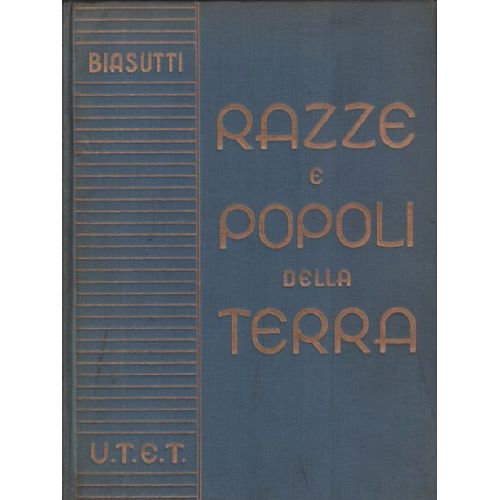 BIASUTTI
RAZZE
E
POPOLI
DELLA
TERRA
U.T.E.T.